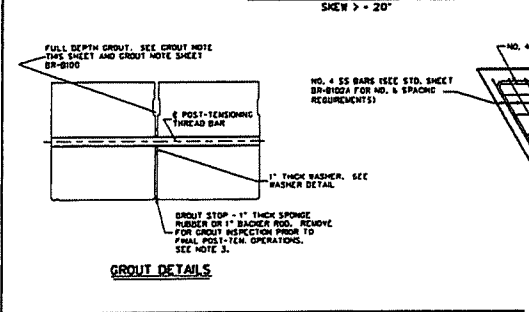 SKEW > - 20°
FULL DEPTH GROUT. SEE GROUT NOTE
THIS SHEET AND GROUT NOTE SHEET
BR-B100
NO. 4
NO. 4 SS BARS (SEE STD. SHEET
BR-B102A FOR NO. & SPACING
REQUIREMENTS)
℄ POST-TENSIONING
THREAD BAR
1" THICK WASHER. SEE
WASHER DETAIL
GROUT STOP - 1" THICK SPONGE
RUBBER OR 1" BACKER ROD. REMOVE
FOR GROUT INSPECTION PRIOR TO
FINAL POST-TEN. OPERATIONS.
SEE NOTE 3.
GROUT DETAILS